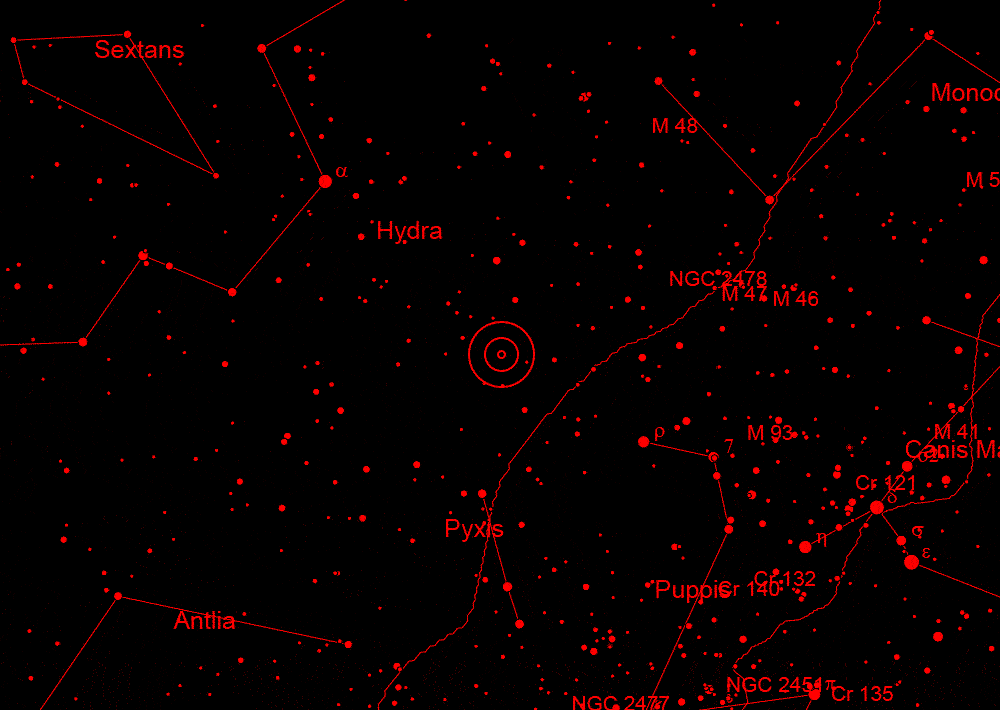 Sextans
Monoc
M 48
α
M 5
Hydra
NGC 2478
M 47
M 46
ρ
M 93
M 41
7
Canis Ma
ο2
Cr 121
δ
Pyxis
η
σ
ε
Cr 132
Puppis
Cr 140
Antlia
NGC 2451
π
Cr 135
NGC 2477